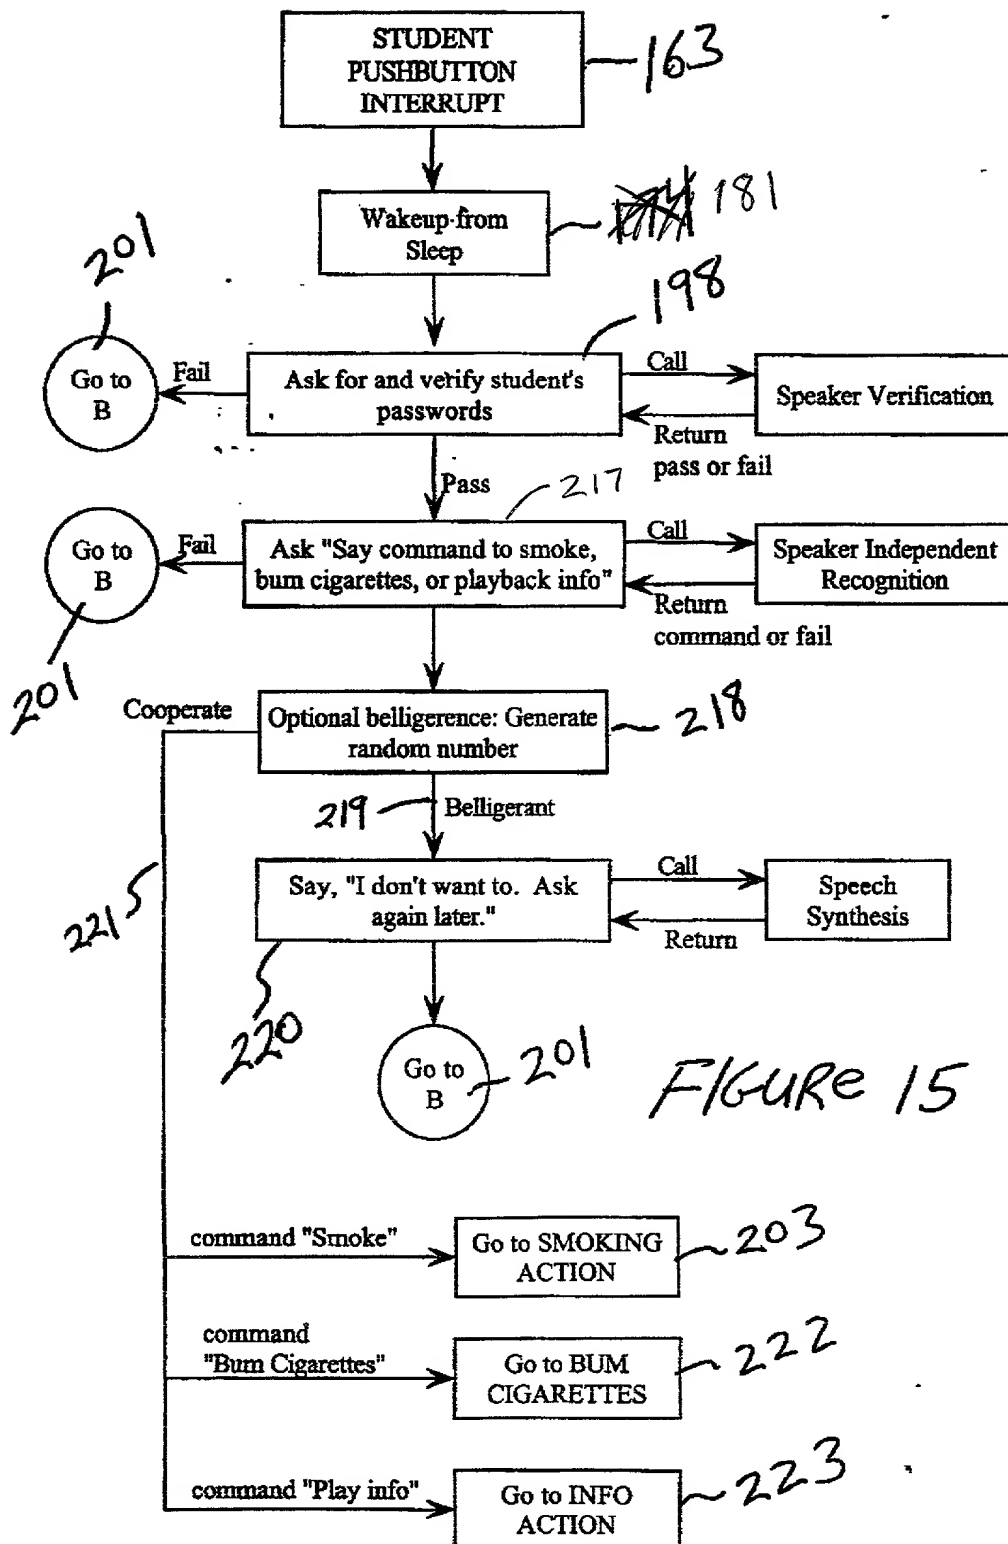 STUDENT
PUSHBUTTON
INTERRUPT
163
Wakeup from
Sleep
181
201
198
Go to
B
Fail
Ask for and verify student's
passwords
Call
Return
pass or fail
Speaker Verification
Pass
217
Go to
B
Fail
Ask "Say command to smoke,
bum cigarettes, or playback info"
Call
Return
command or fail
Speaker Independent
Recognition
201
Cooperate
Optional belligerence: Generate
random number
218
219
Belligerant
221
Say, "I don't want to. Ask
again later."
Call
Return
Speech
Synthesis
220
Go to
B
201
FIGURE 15
command "Smoke"
Go to SMOKING
ACTION
203
command
"Bum Cigarettes"
Go to BUM
CIGARETTES
222
command "Play info"
Go to INFO
ACTION
223